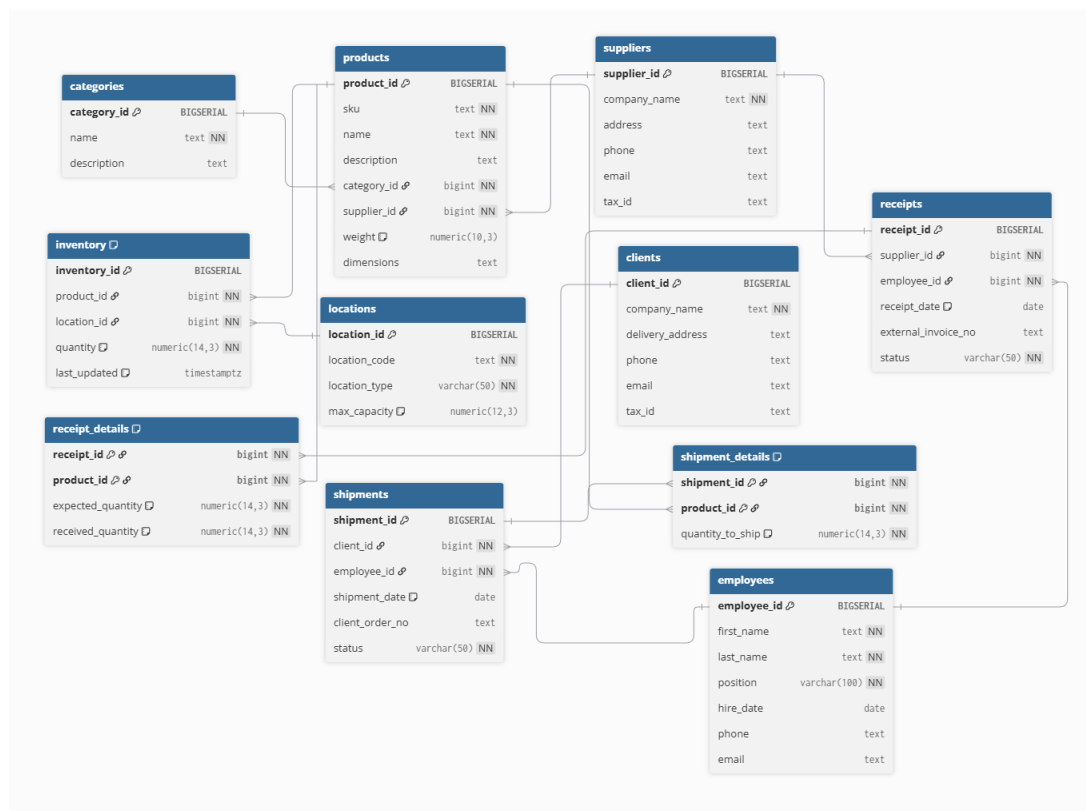 categories
category_id BIGSERIAL
name text NN
description text
products
product_id BIGSERIAL
sku text NN
name text NN
description text
category_id bigint NN
supplier_id bigint NN
weight numeric(10,3)
dimensions text
suppliers
supplier_id BIGSERIAL
company_name text NN
address text
phone text
email text
tax_id text
receipts
receipt_id BIGSERIAL
supplier_id bigint NN
employee_id bigint NN
receipt_date date
external_invoice_no text
status varchar(50) NN
inventory
inventory_id BIGSERIAL
product_id bigint NN
location_id bigint NN
quantity numeric(14,3) NN
last_updated timestamptz
locations
location_id BIGSERIAL
location_code text NN
location_type varchar(50) NN
max_capacity numeric(12,3)
clients
client_id BIGSERIAL
company_name text NN
delivery_address text
phone text
email text
tax_id text
receipt_details
receipt_id bigint NN
product_id bigint NN
expected_quantity numeric(14,3) NN
received_quantity numeric(14,3) NN
shipments
shipment_id BIGSERIAL
client_id bigint NN
employee_id bigint NN
shipment_date date
client_order_no text
status varchar(50) NN
shipment_details
shipment_id bigint NN
product_id bigint NN
quantity_to_ship numeric(14,3) NN
employees
employee_id BIGSERIAL
first_name text NN
last_name text NN
position varchar(100) NN
hire_date date
phone text
email text